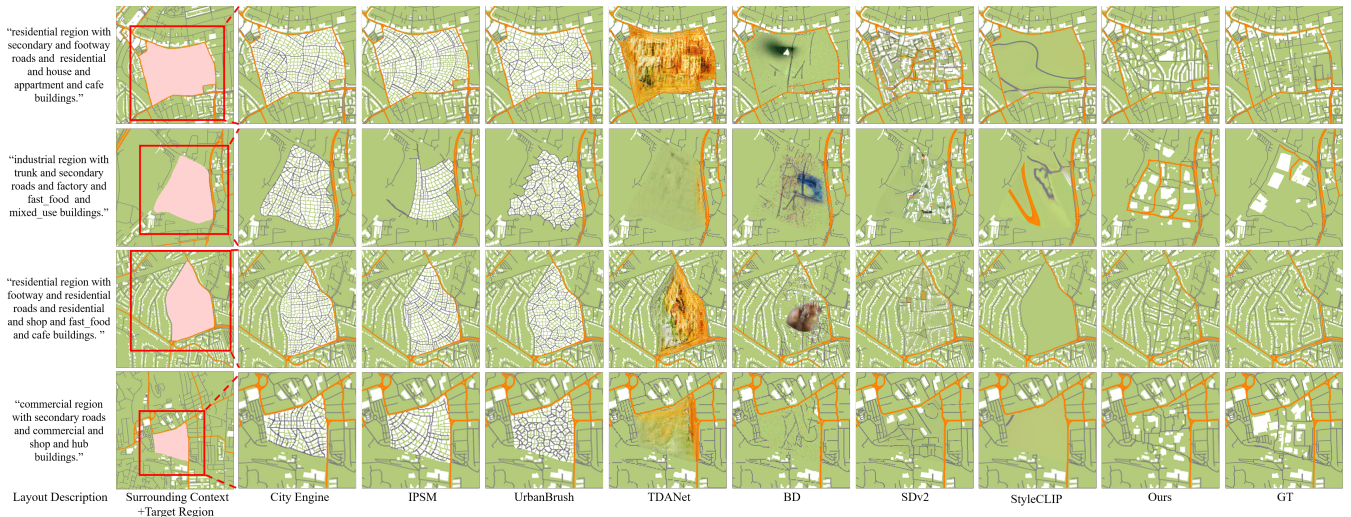 “residential region with
secondary and footway
roads and  residential
and house and
appartment and cafe
buildings.”
“industrial region with
trunk and secondary
roads and factory and
fast_food  and
mixed_use buildings.”
“residential region with
footway and residential
roads and residential
and shop and fast_food
and cafe buildings. ”
“commercial region
with secondary roads
and commercial and
shop and hub
buildings.”
Layout Description
Surrounding Context
+Target Region
City Engine
IPSM
UrbanBrush
TDANet
BD
SDv2
StyleCLIP
Ours
GT